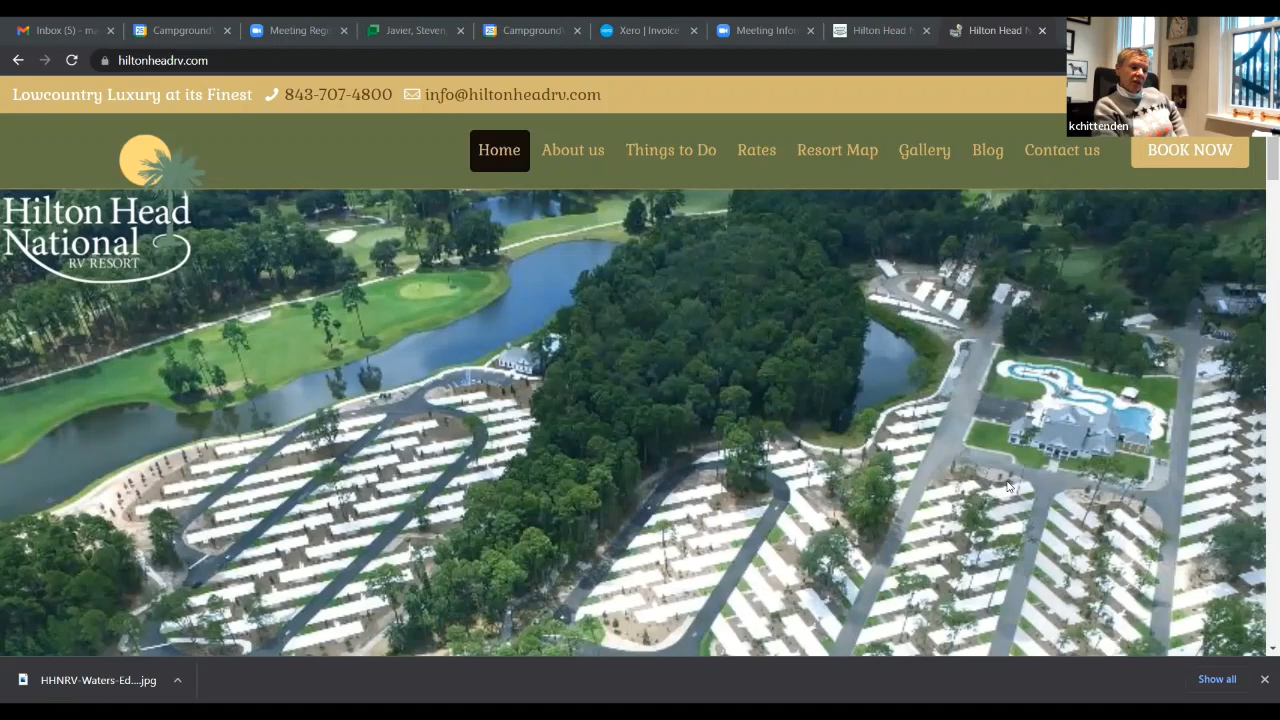 Inbox (5) – ma
Campground
Meeting Regi
Javier, Steven,
Campground
Xero | Invoice
Meeting Infor
Hilton Head N
Hilton Head N
hiltonheadrv.com
Lowcountry Luxury at its Finest 843-707-4800 info@hiltonheadrv.com
kchittenden
Home About us Things to Do Rates Resort Map Gallery Blog Contact us BOOK NOW
Hilton Head
National
RV RESORT
HHNRV-Waters-Ed....jpg
Show all